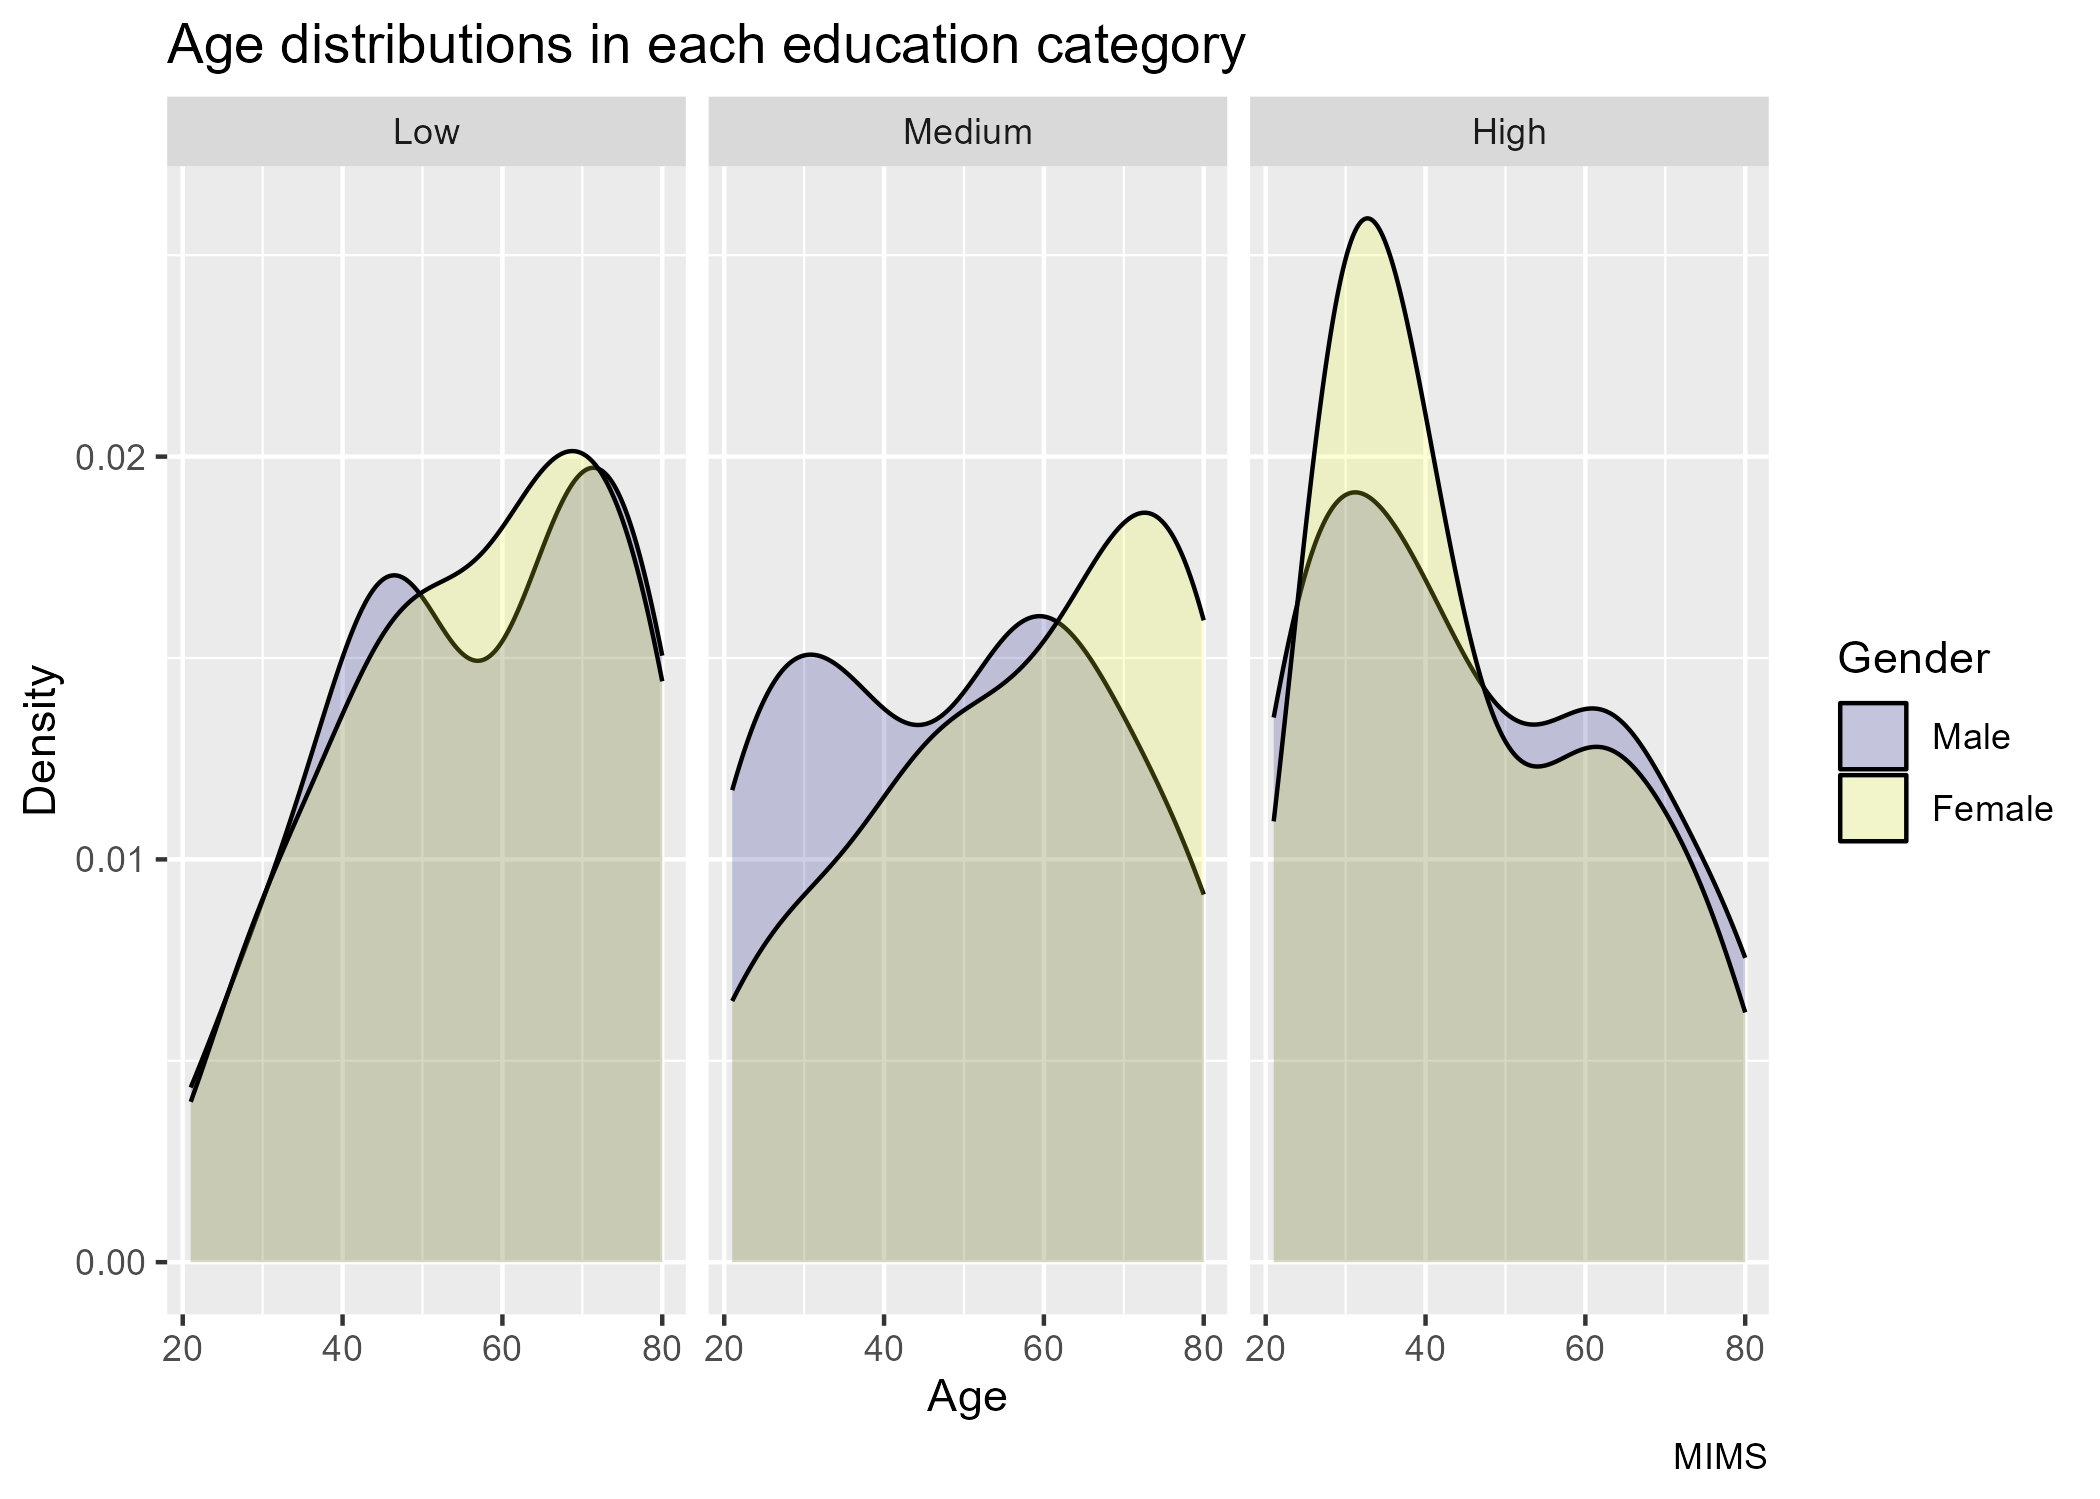 Age distributions in each education category
Low Medium High
0.02
0.01
0.00
Density
20 40 60 80 20 40 60 80 20 40 60 80
Age
Gender
Male
Female
MIMS